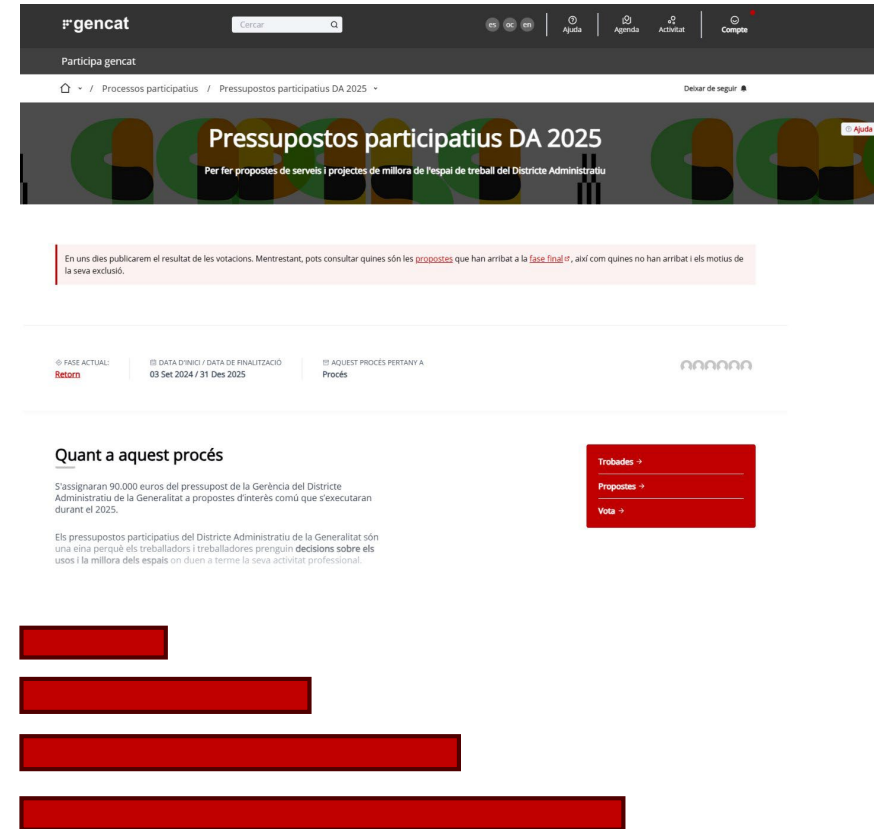 gencat
Cercar
es oc en
Ajuda
Agenda
Activitat
Compte
Participa gencat
/ Processos participatius / Pressupostos participatius DA 2025
Deixar de seguir
Pressupostos participatius DA 2025
Per fer propostes de serveis i projectes de millora de l'espai de treball del Districte Administratiu
Ajuda
En uns dies publicarem el resultat de les votacions. Mentrestant, pots consultar quines són les propostes que han arribat a la fase final, així com quines no han arribat i els motius de
la seva exclusió.
FASE ACTUAL:
Retorn
DATA D'INICI / DATA DE FINALITZACIÓ
03 Set 2024 / 31 Des 2025
AQUEST PROCÉS PERTANY A
Procés
Quant a aquest procés
S'assignaran 90.000 euros del pressupost de la Gerència del Districte
Administratiu de la Generalitat a propostes d'interès comú que s'executaran
durant el 2025.
Els pressupostos participatius del Districte Administratiu de la Generalitat són
una eina perquè els treballadors i treballadores prenguin decisions sobre els
usos i la millora dels espais on duen a terme la seva activitat professional.
Trobades →
Propostes →
Vota →